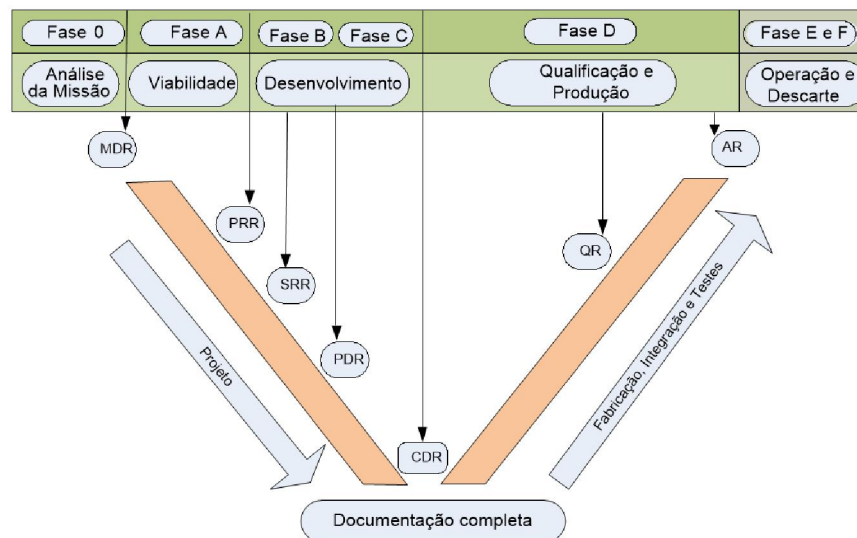 Fase 0
Fase A
Fase B
Fase C
Fase D
Fase E e F
Análise
da Missão
Viabilidade
Desenvolvimento
Qualificação e
Produção
Operação e
Descarte
MDR
AR
PRR
QR
SRR
PDR
Projeto
Fabricação, Integração e Testes
CDR
Documentação completa